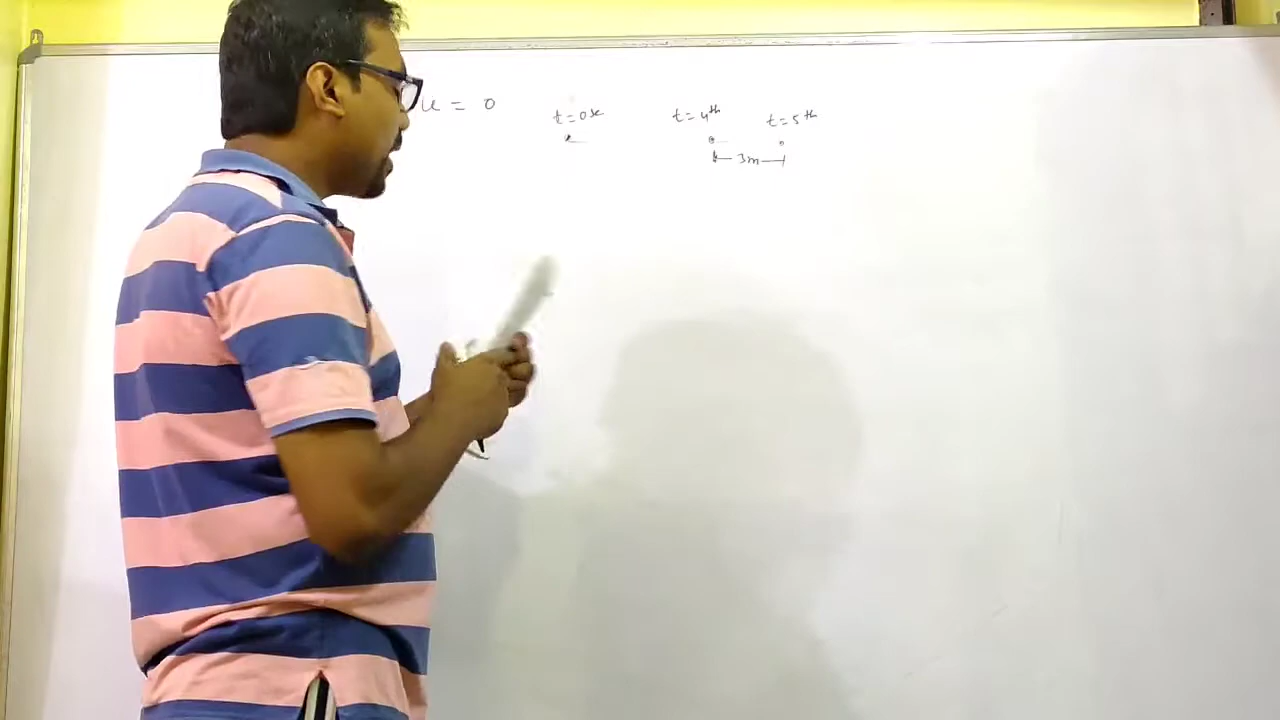 u = 0
t=0 sec t=4th t=5th
3m